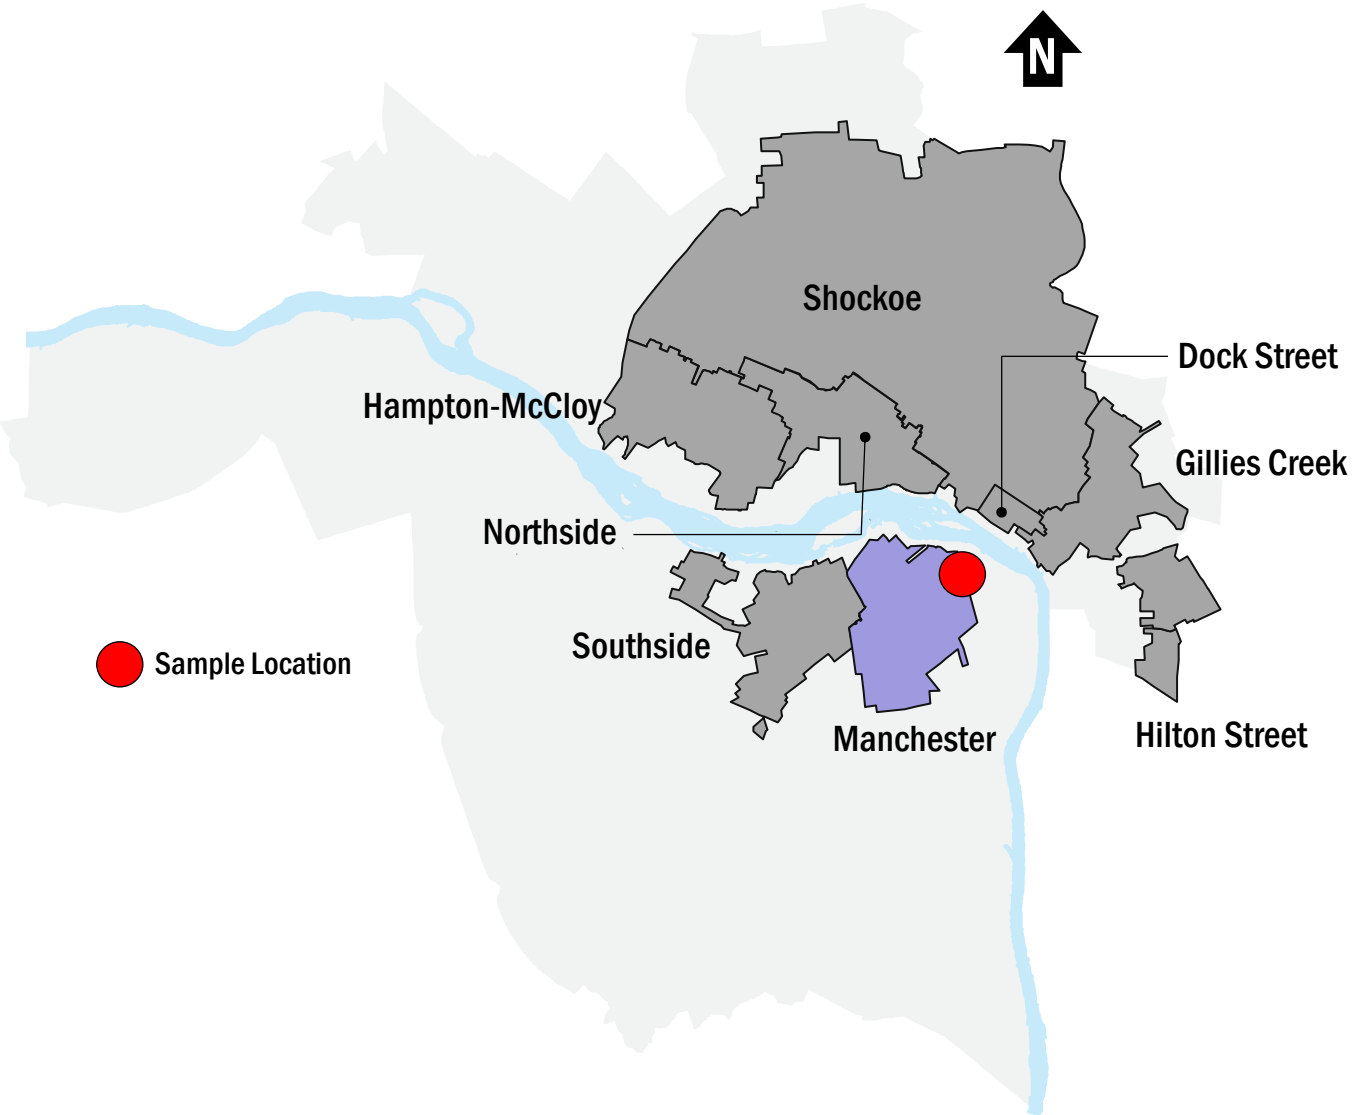 N
Shockoe
Dock Street
Hampton-McCloy
Gillies Creek
Northside
Southside
Sample Location
Manchester
Hilton Street